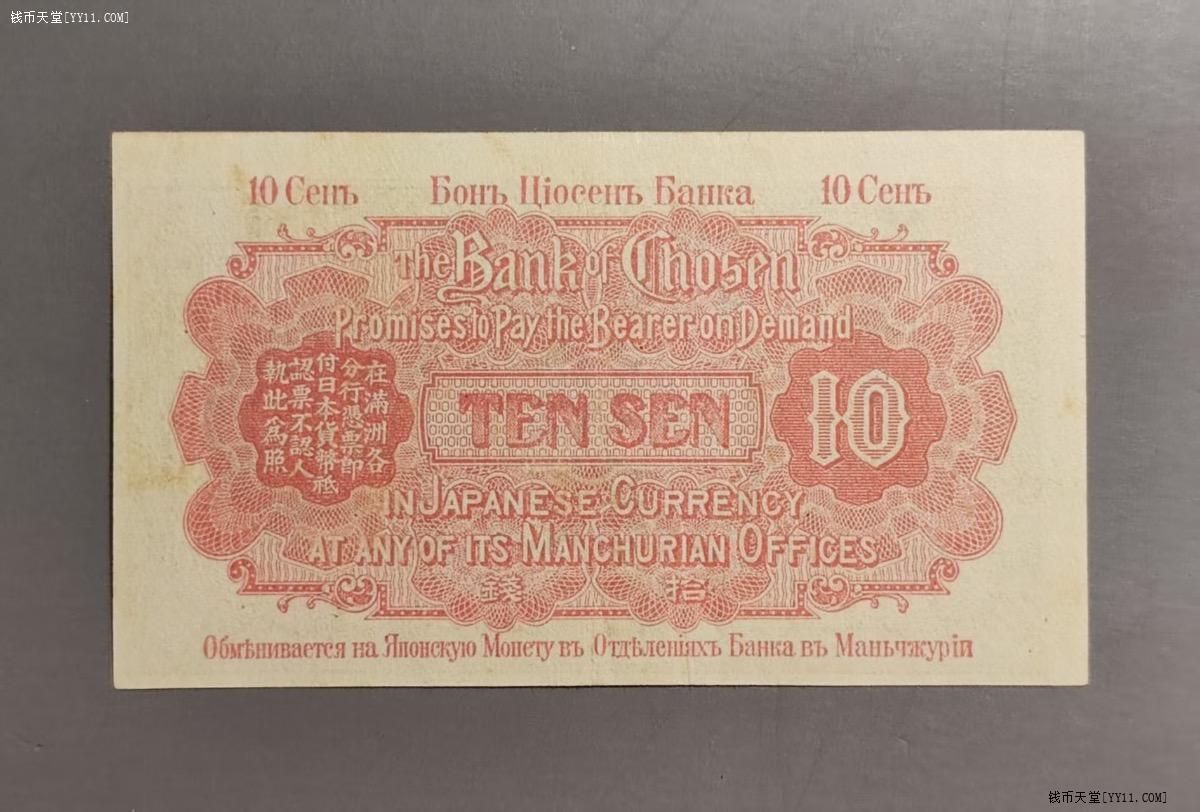 钱币天堂[YY11.COM]
10 Сенъ Бонъ Ціосенъ Банка 10 Сенъ
The Bank of Chosen
Promises to Pay the Bearer on Demand
在滿洲各
分行憑票即
付日本貨幣祗
認票不認人
執此爲照
TEN SEN
10
IN JAPANESE CURRENCY
AT ANY OF ITS MANCHURIAN OFFICES
錢 拾
Обмѣнивается на Японскую Монету въ Отдѣленіяхъ Банка въ Маньчжуріи
钱币天堂[YY11.COM]